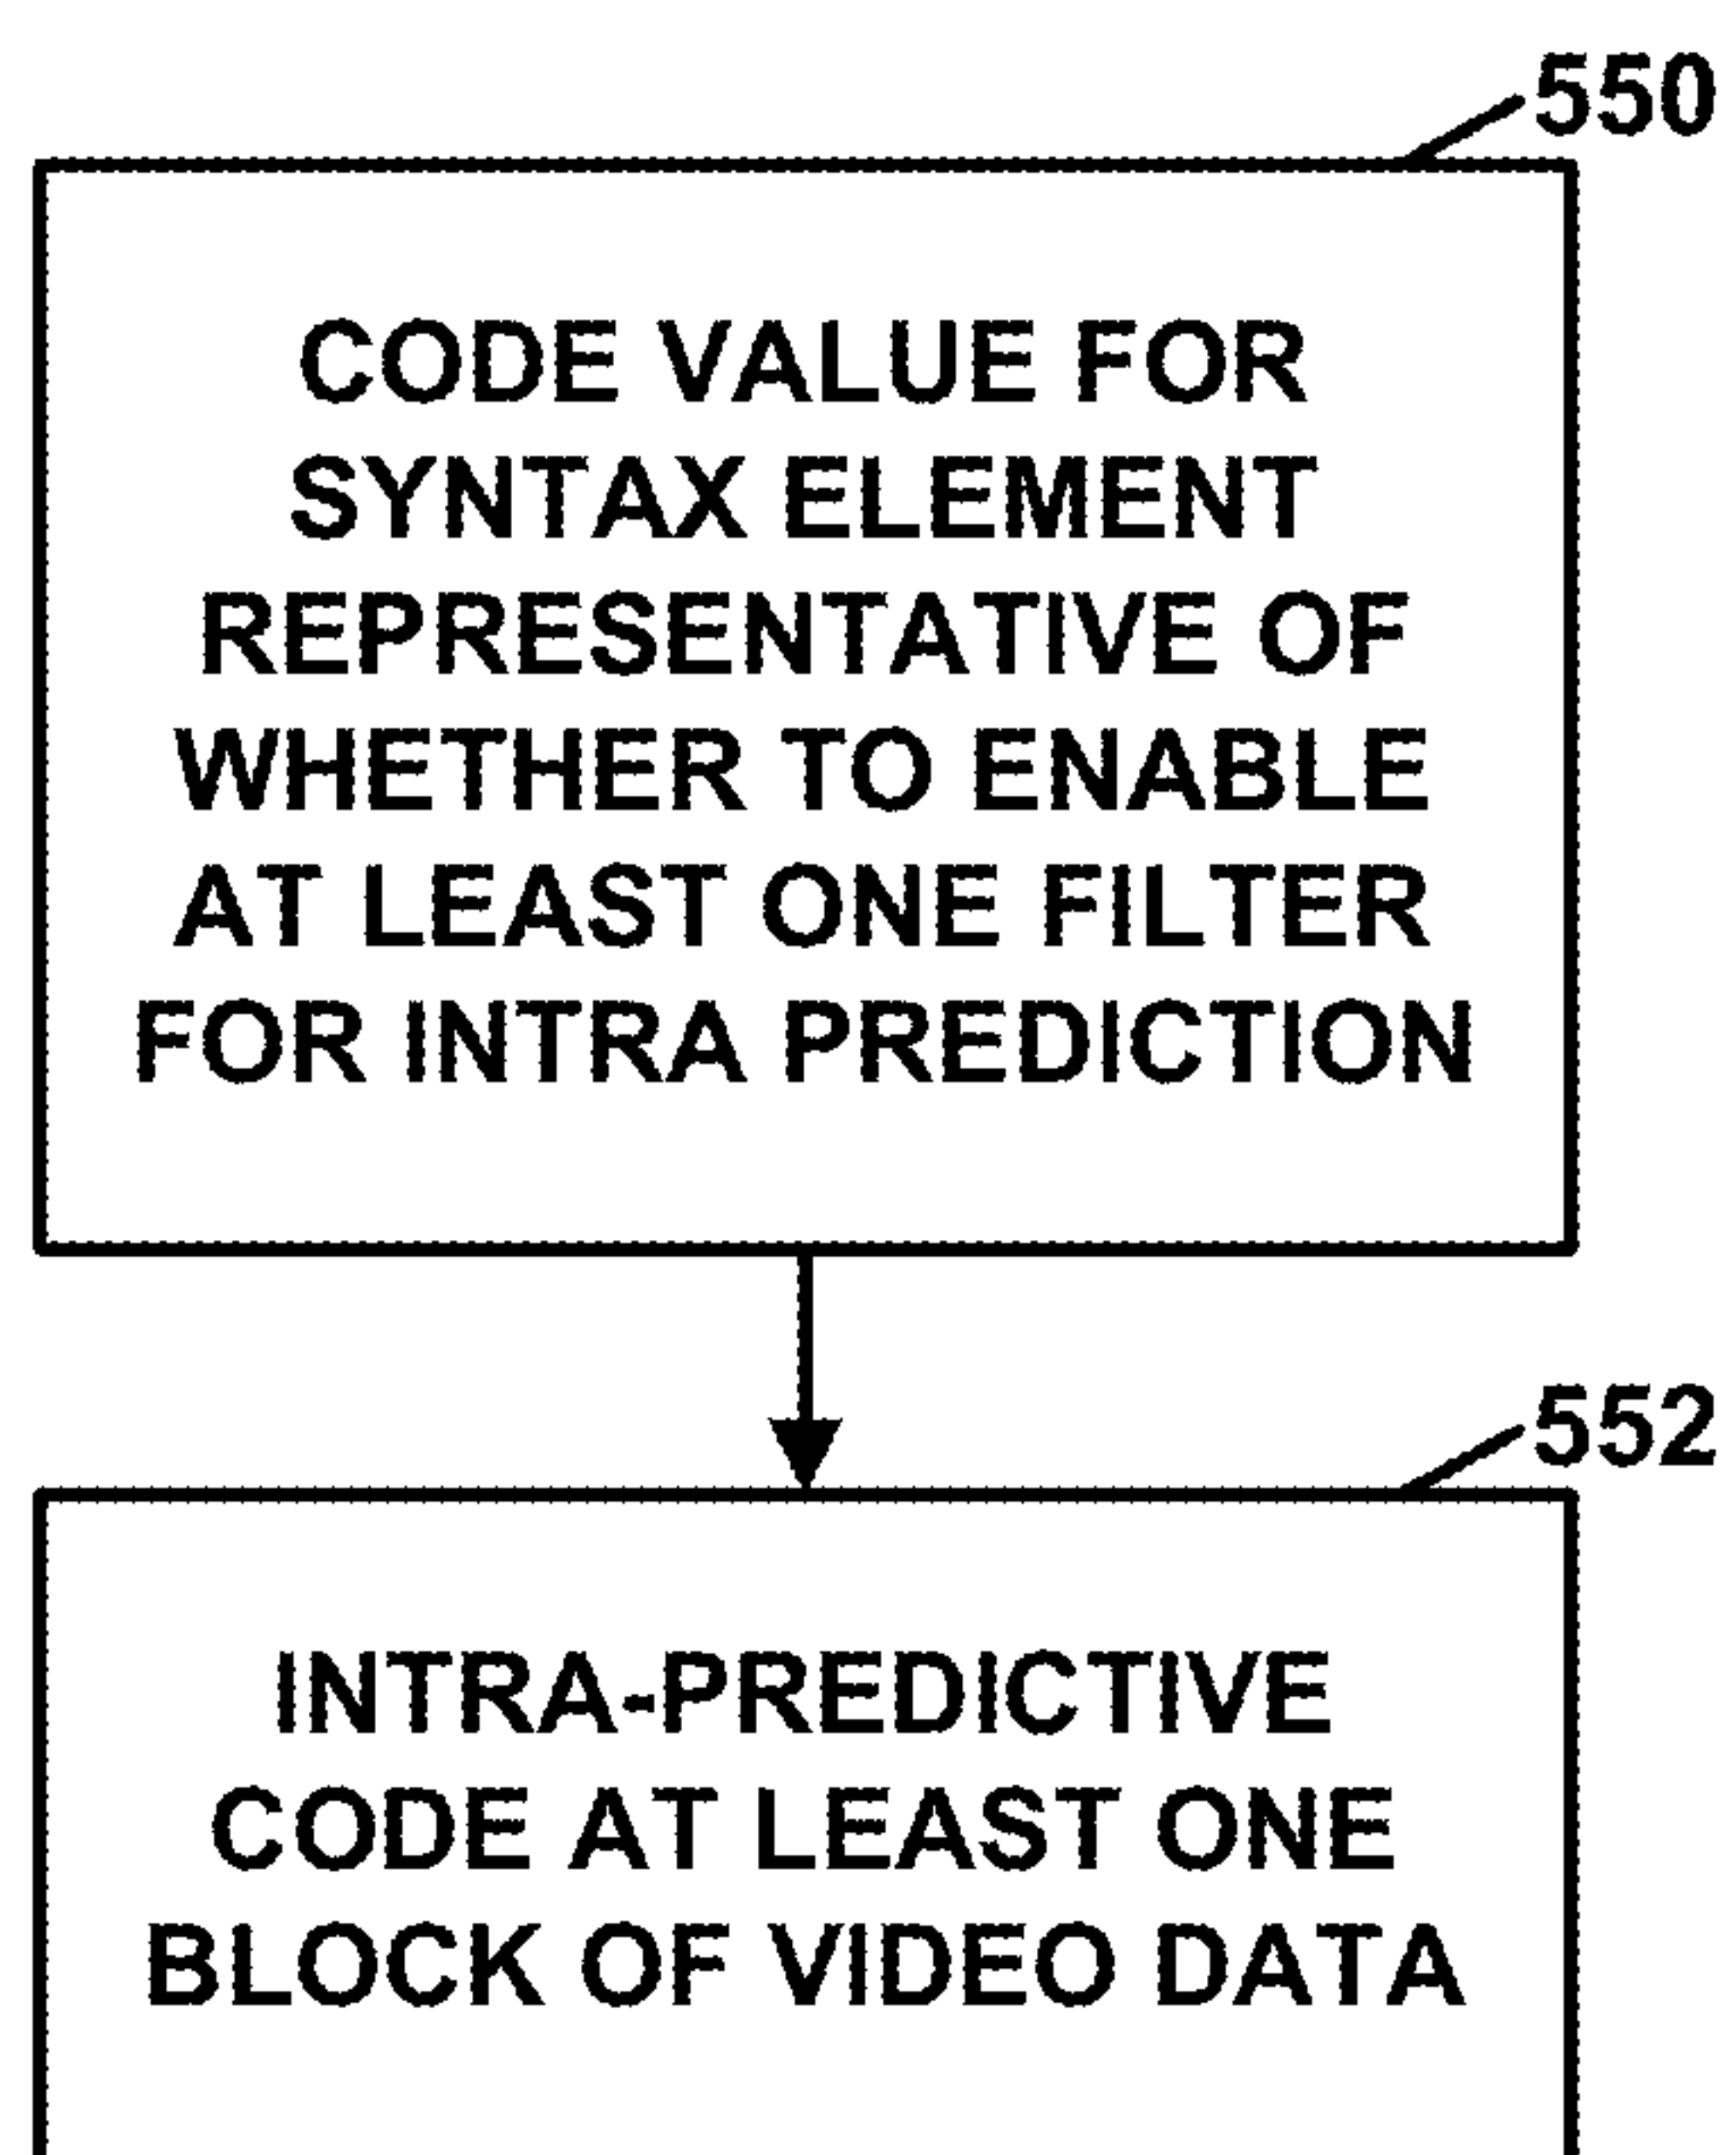 550
CODE VALUE FOR
SYNTAX ELEMENT
REPRESENTATIVE OF
WHETHER TO ENABLE
AT LEAST ONE FILTER
FOR INTRA PREDICTION
552
INTRA-PREDICTIVE
CODE AT LEAST ONE
BLOCK OF VIDEO DATA